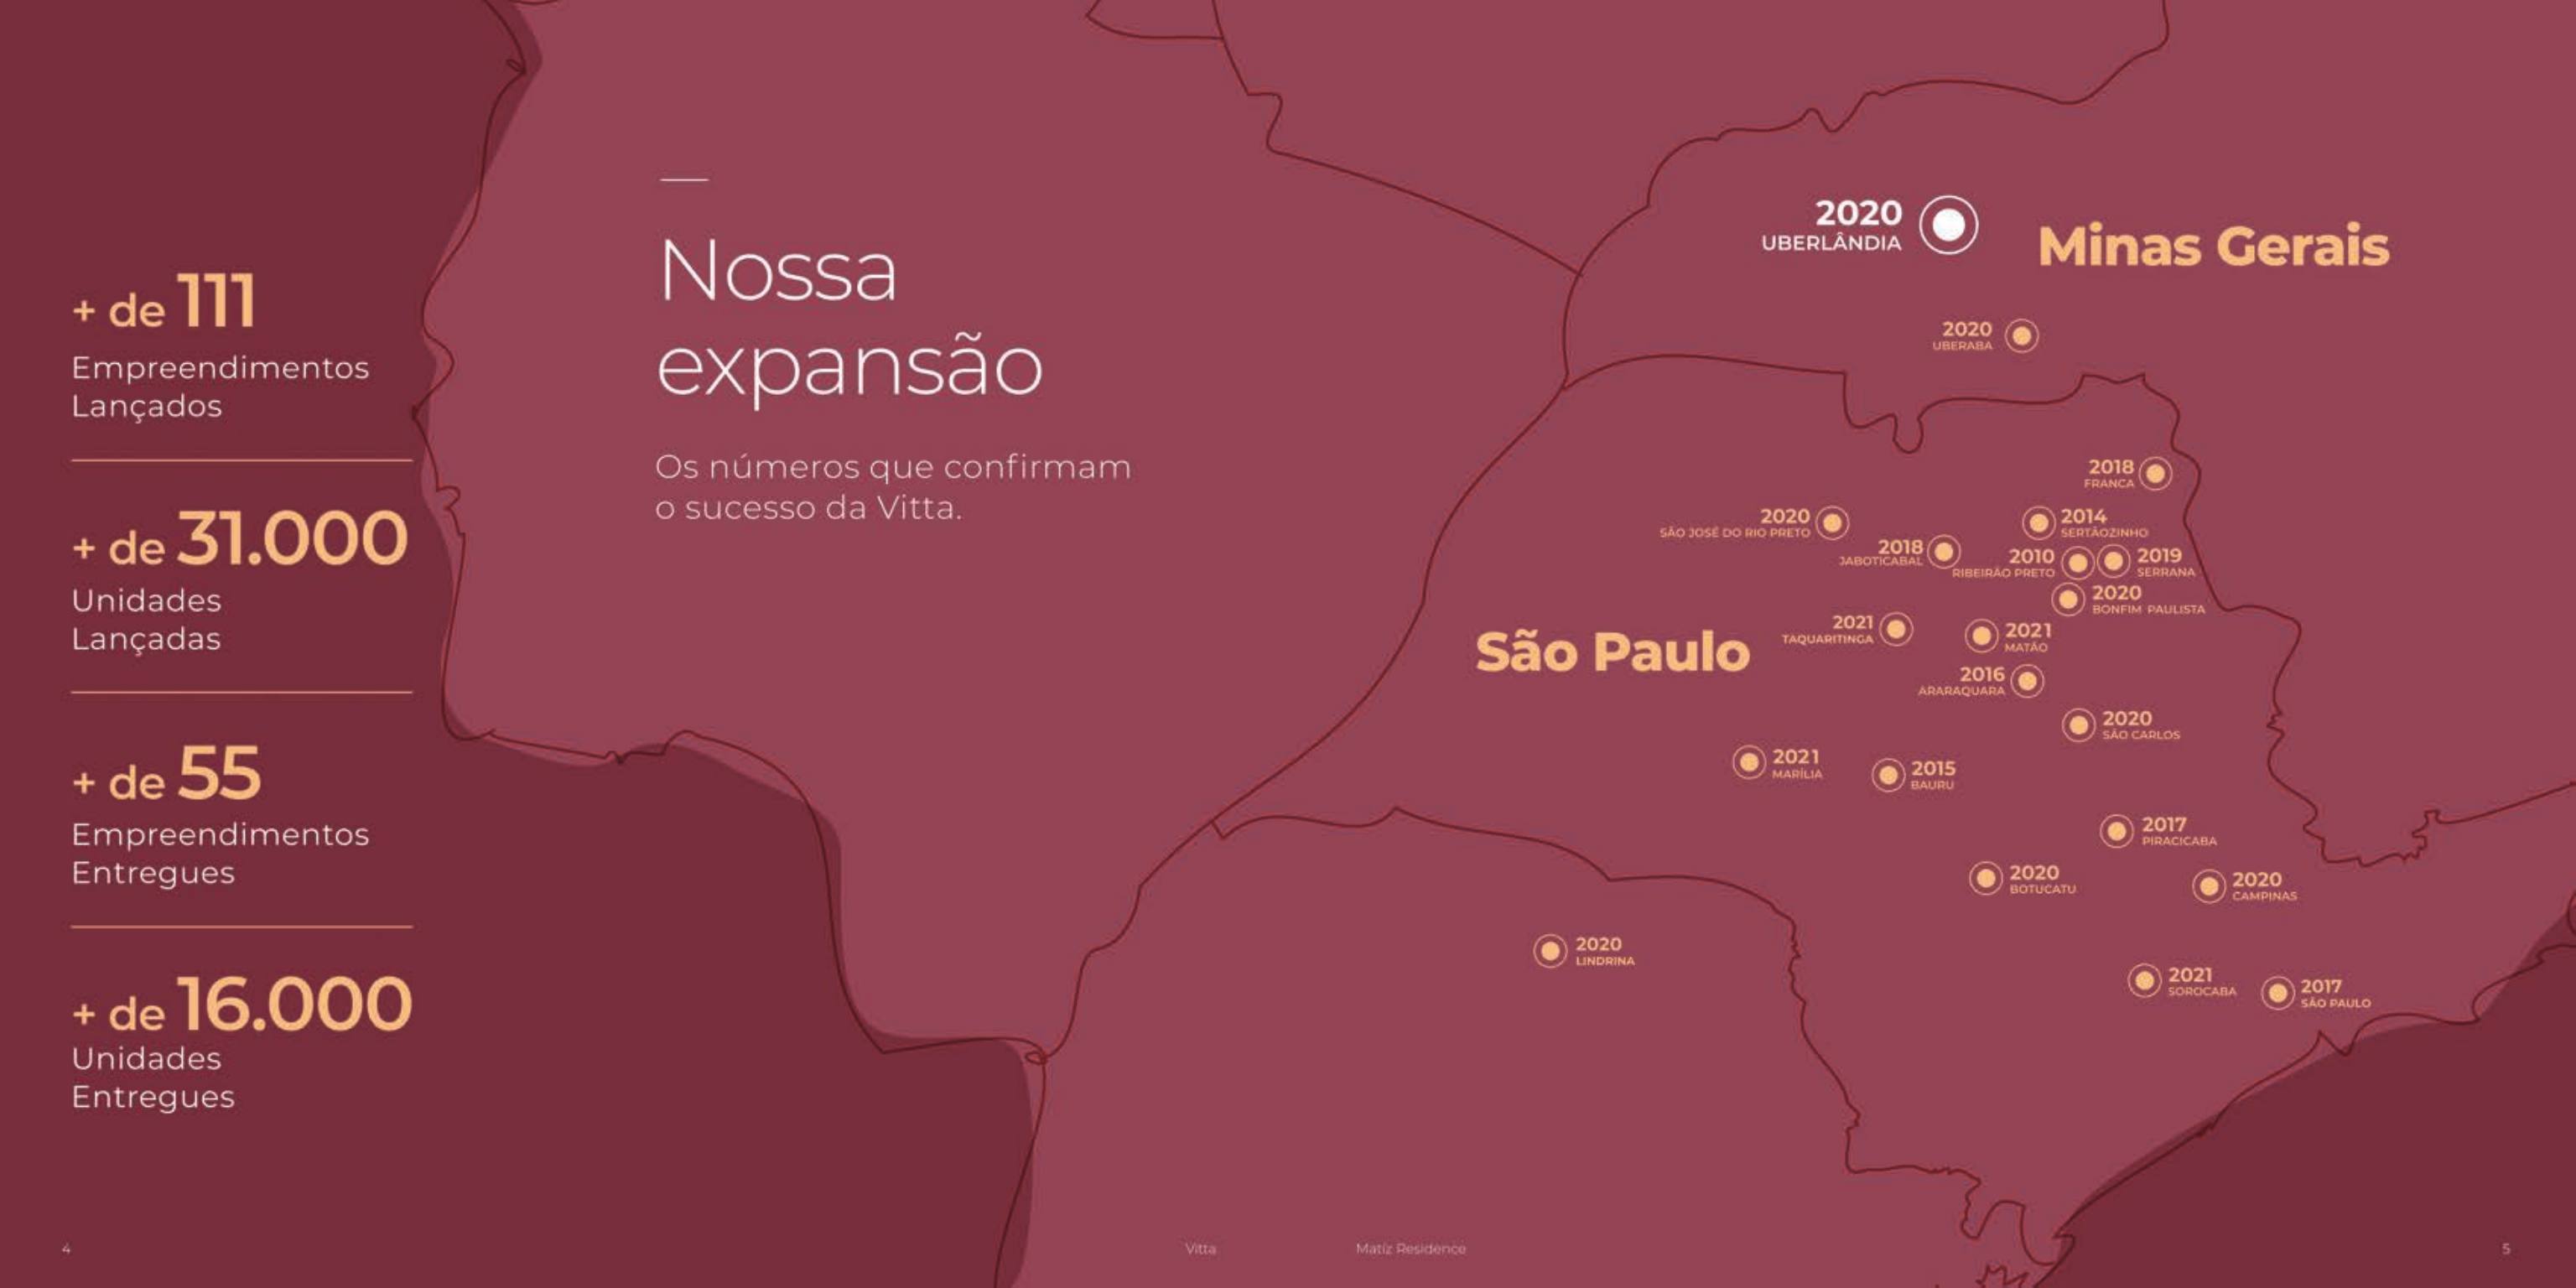 + de 111
Empreendimentos
Lançados
+ de 31.000
Unidades
Lançadas
+ de 55
Empreendimentos
Entregues
+ de 16.000
Unidades
Entregues
4
Nossa
expansão
Os números que confirmam
o sucesso da Vitta.
2020
UBERLÂNDIA
Minas Gerais
2020
UBERABA
2018
FRANCA
2020
SÃO JOSÉ DO RIO PRETO
2014
SERTÃOZINHO
2018
JABOTICABAL
2010
RIBEIRÃO PRETO
2019
SERRANA
2020
BONFIM PAULISTA
São Paulo
2021
TAQUARITINGA
2021
MATÃO
2016
ARARAQUARA
2020
SÃO CARLOS
2021
MARÍLIA
2015
BAURU
2017
PIRACICABA
2020
BOTUCATU
2020
CAMPINAS
2020
LINDRINA
2021
SOROCABA
2017
SÃO PAULO
Vitta
Matíz Residence
5